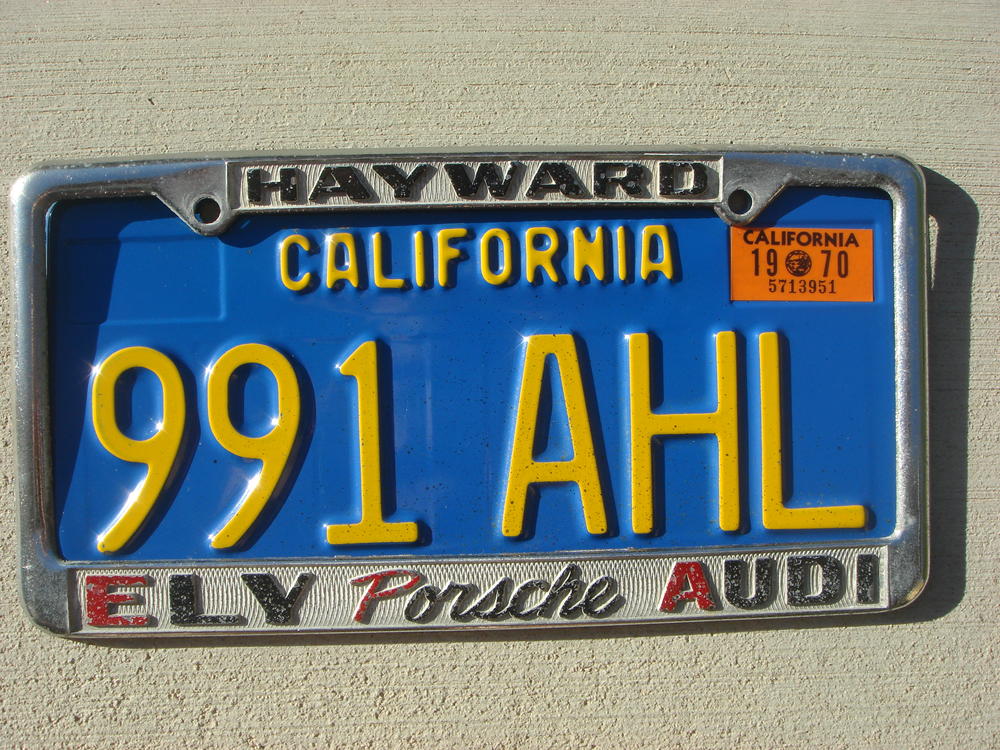 HAYWARD
CALIFORNIA
CALIFORNIA
19 70
5713951
991 AHL
ELY Porsche AUDI